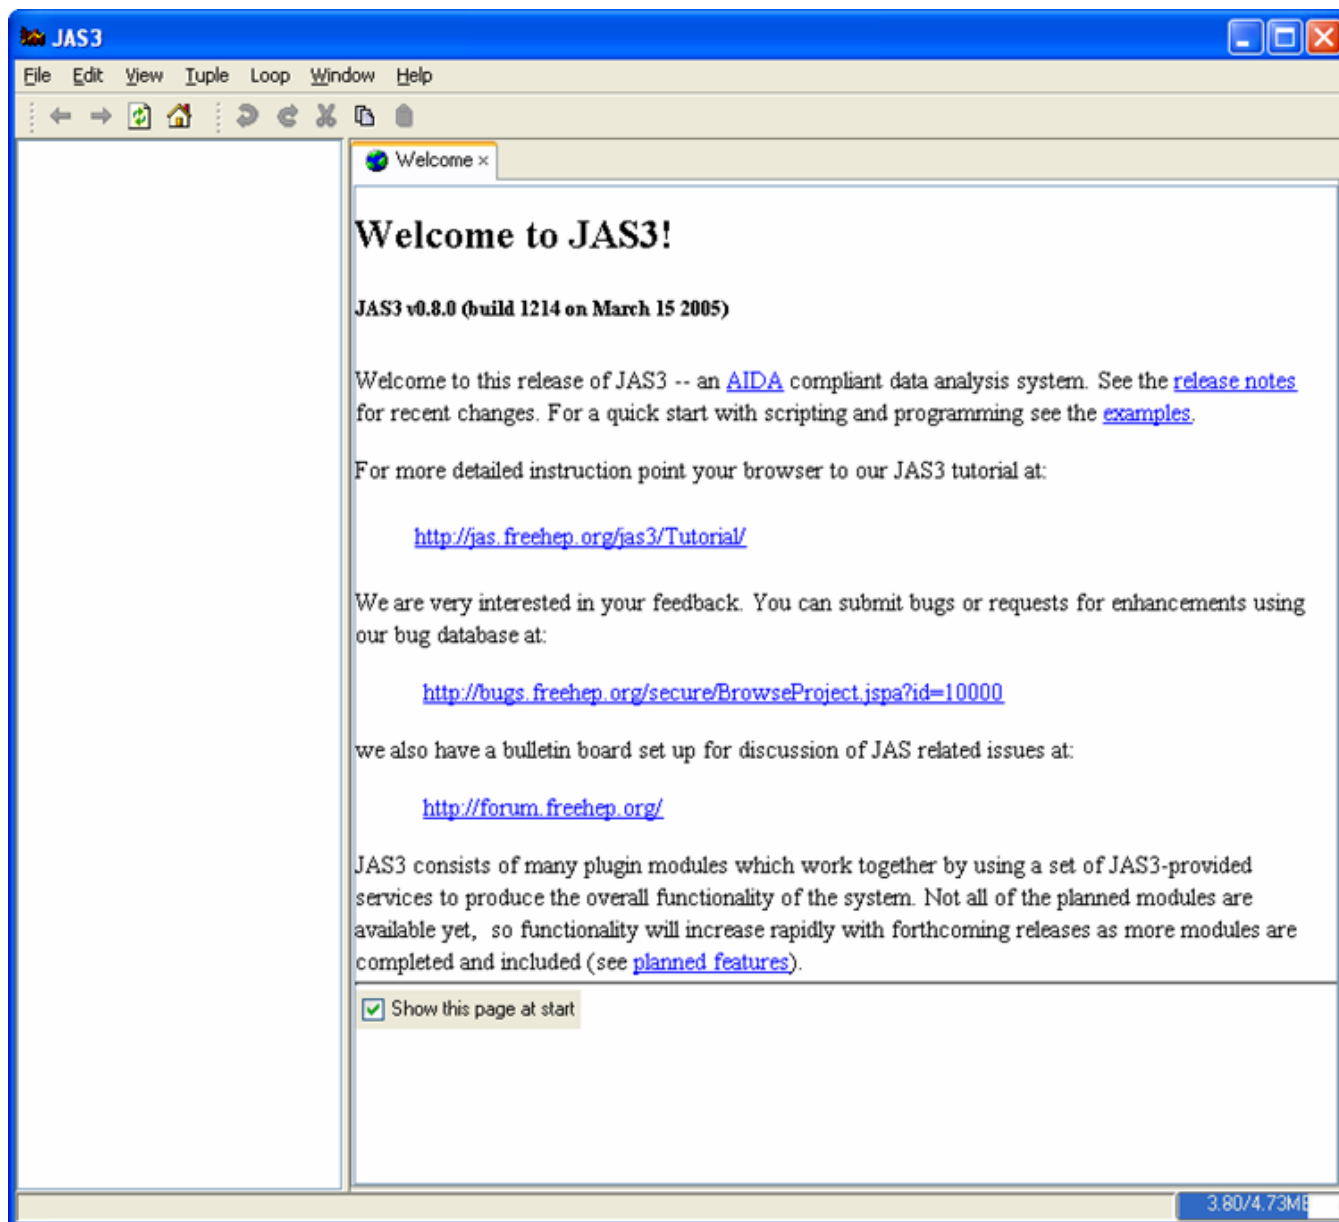 JAS3
File Edit View Tuple Loop Window Help
Welcome ×
Welcome to JAS3!
JAS3 v0.8.0 (build 1214 on March 15 2005)
Welcome to this release of JAS3 -- an AIDA compliant data analysis system. See the release notes
for recent changes. For a quick start with scripting and programming see the examples.
For more detailed instruction point your browser to our JAS3 tutorial at:
http://jas.freehep.org/jas3/Tutorial/
We are very interested in your feedback. You can submit bugs or requests for enhancements using
our bug database at:
http://bugs.freehep.org/secure/BrowseProject.jspa?id=10000
we also have a bulletin board set up for discussion of JAS related issues at:
http://forum.freehep.org/
JAS3 consists of many plugin modules which work together by using a set of JAS3-provided
services to produce the overall functionality of the system. Not all of the planned modules are
available yet, so functionality will increase rapidly with forthcoming releases as more modules are
completed and included (see planned features).
Show this page at start
3.80/4.73MB